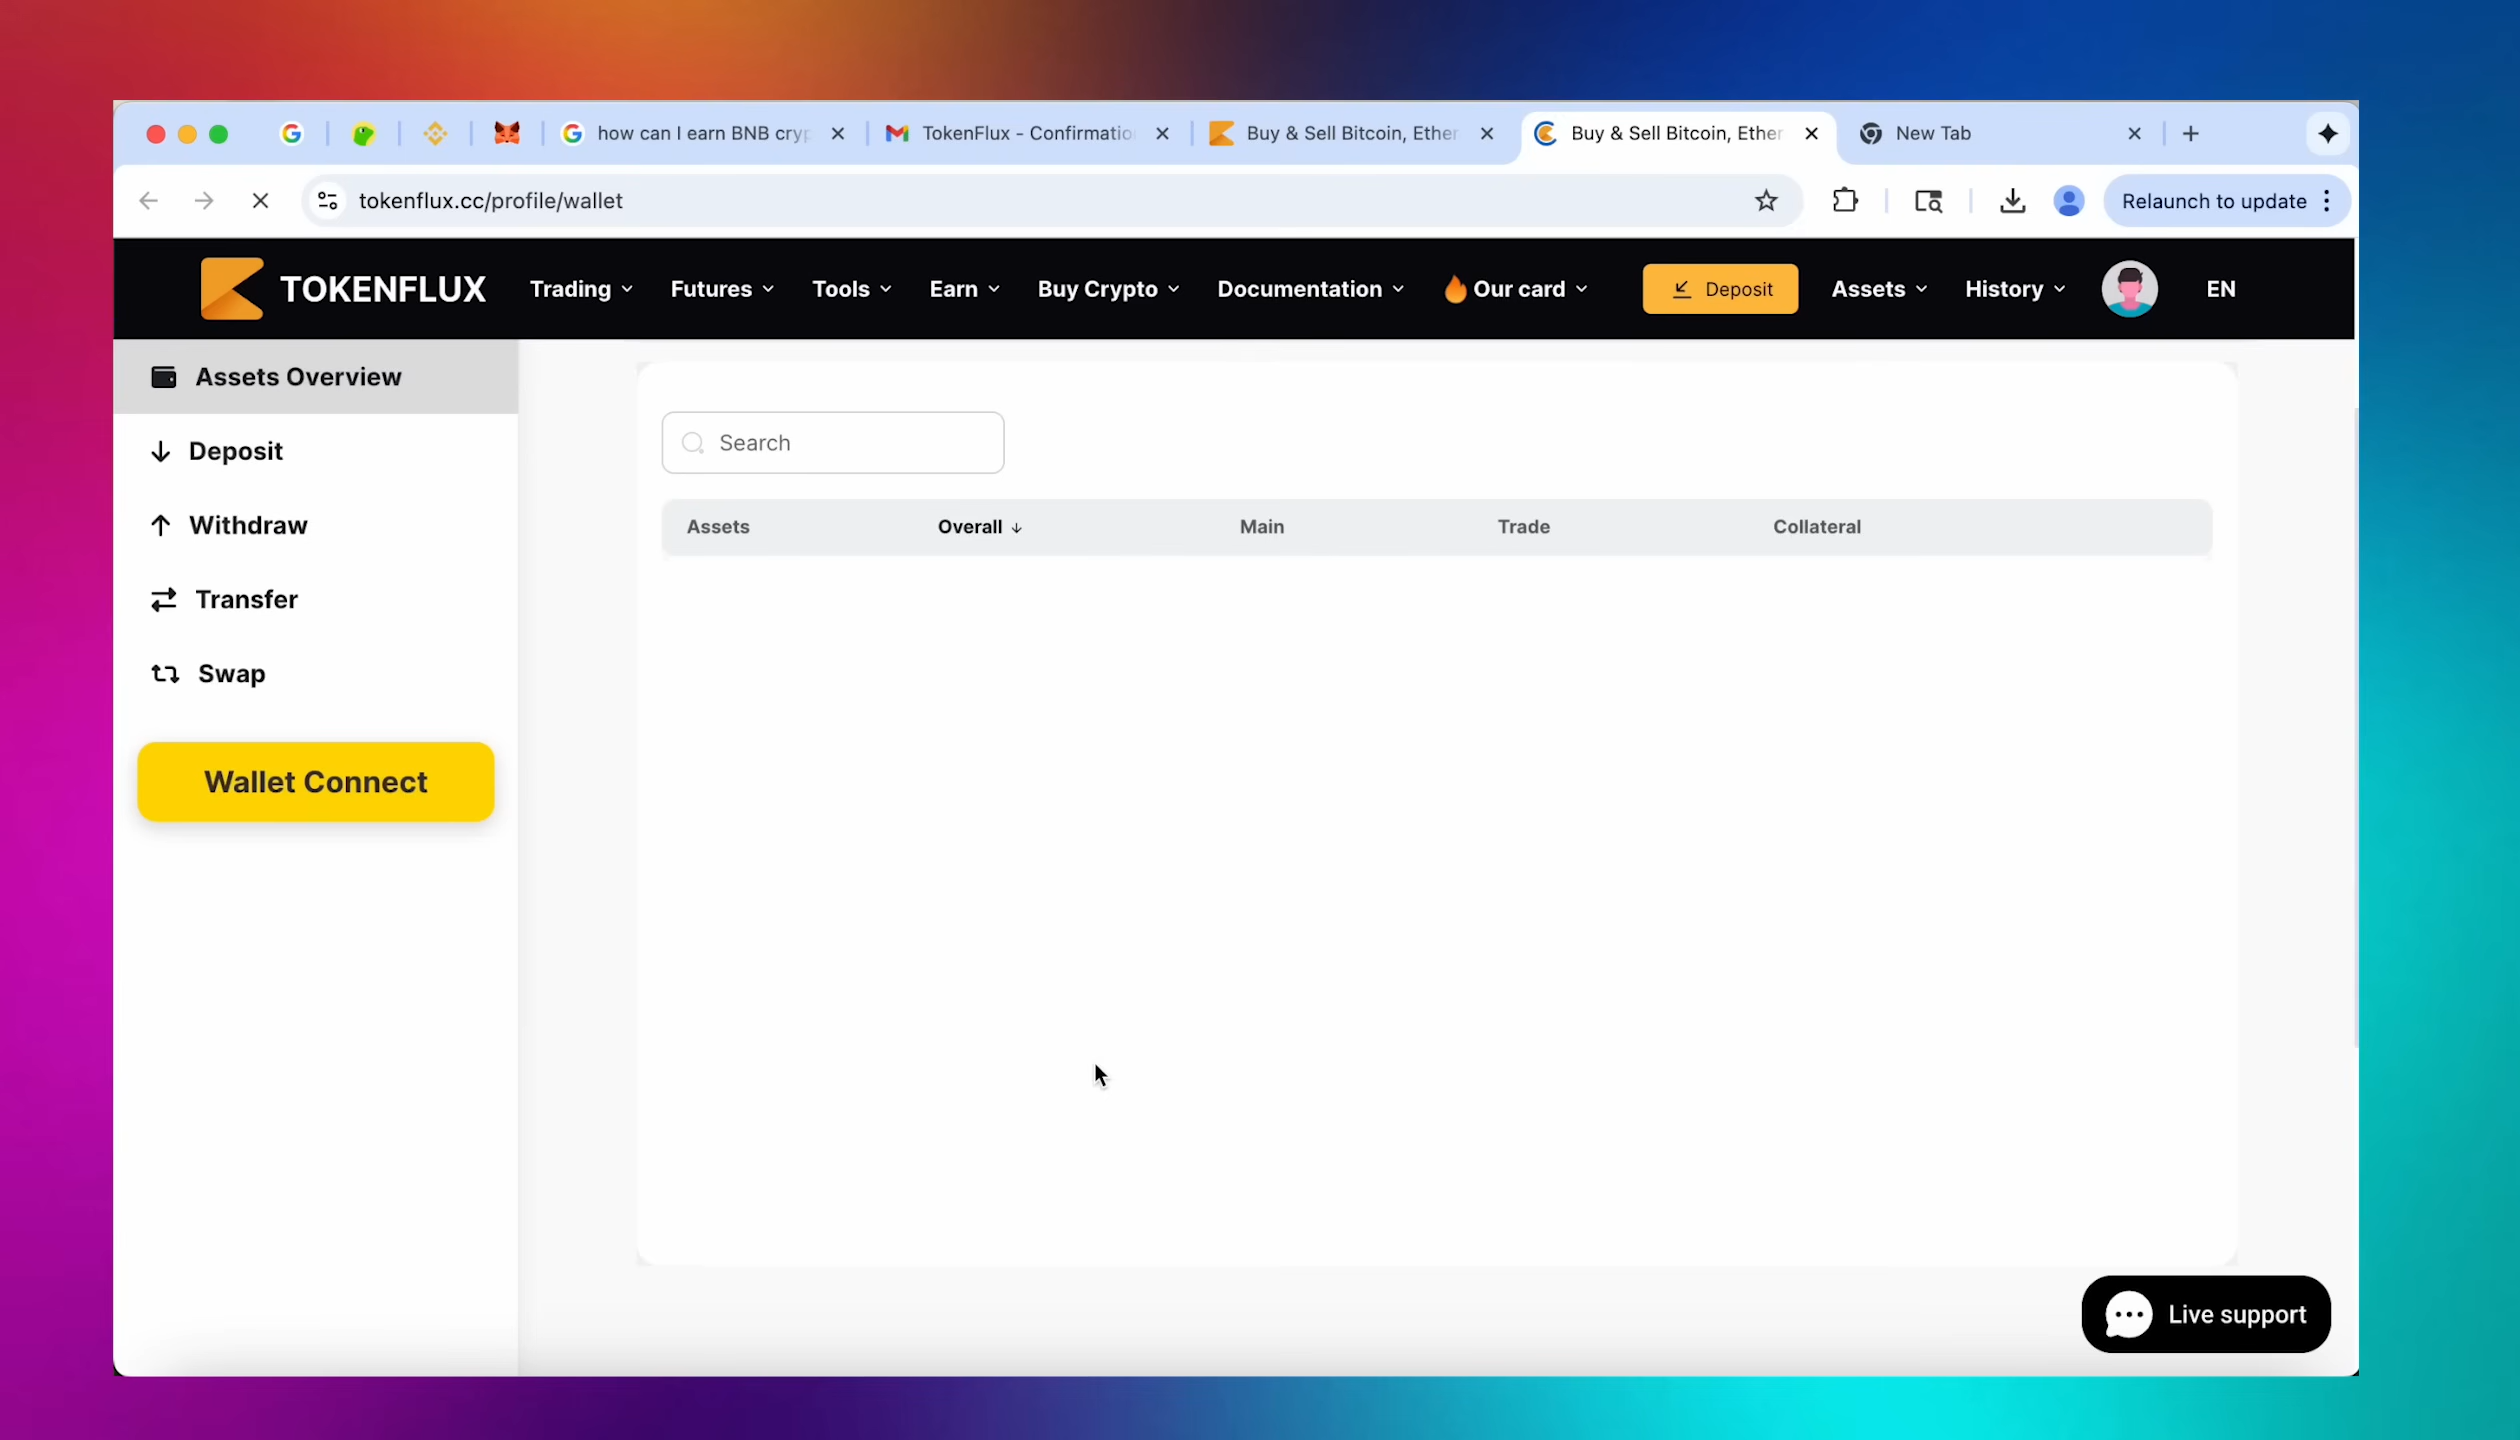 how can I earn BNB cryp
TokenFlux - Confirmatio
Buy & Sell Bitcoin, Ether
Buy & Sell Bitcoin, Ether
New Tab
tokenflux.cc/profile/wallet
Relaunch to update
TOKENFLUX
Trading
Futures
Tools
Earn
Buy Crypto
Documentation
Our card
Deposit
Assets
History
EN
Assets Overview
Deposit
Withdraw
Transfer
Swap
Wallet Connect
Search
Assets
Overall
Main
Trade
Collateral
Live support